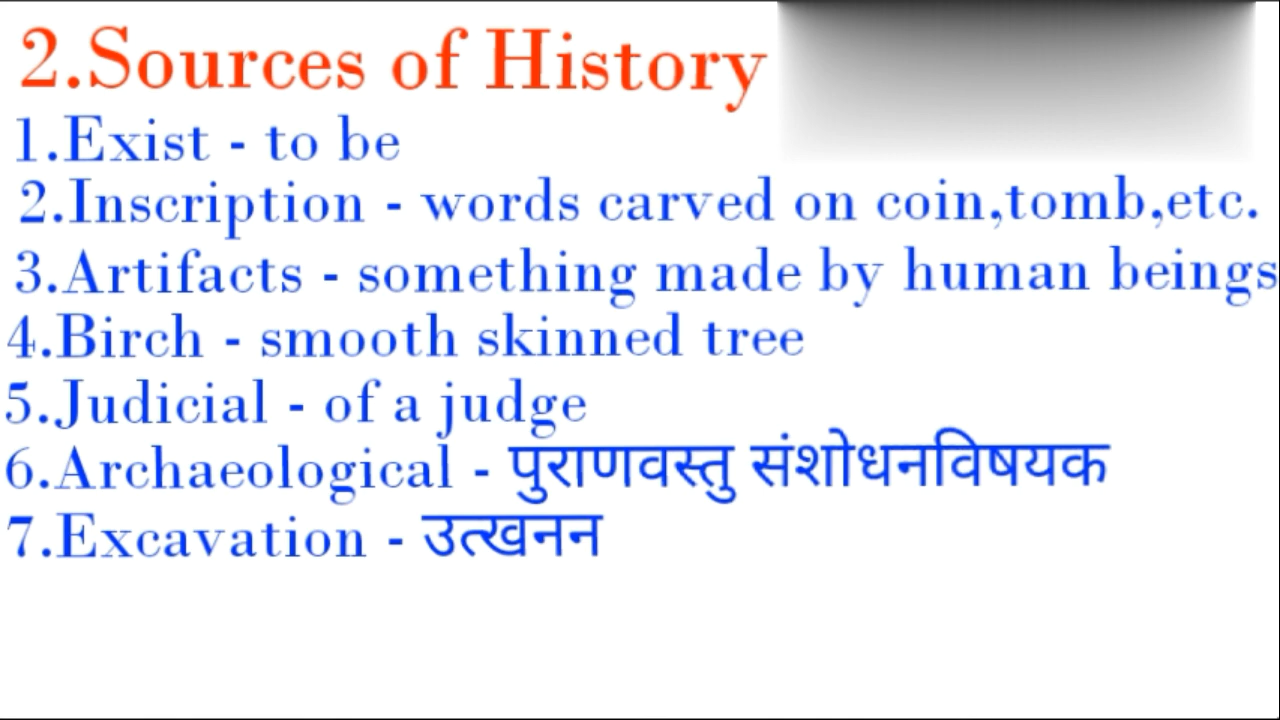 2.Sources of History
1.Exist - to be
2.Inscription - words carved on coin,tomb,etc.
3.Artifacts - something made by human beings
4.Birch - smooth skinned tree
5.Judicial - of a judge
6.Archaeological - पुराणवस्तु संशोधनविषयक
7.Excavation - उत्खनन